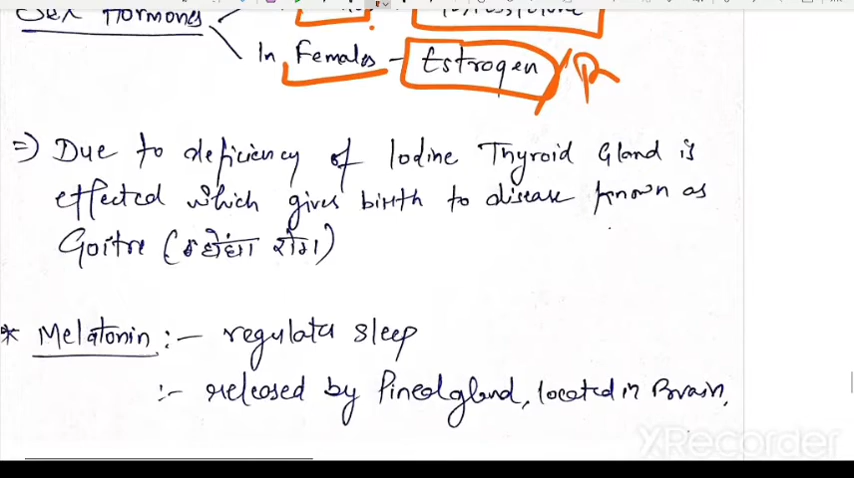 Sex Hormones
In Females - Estrogen / P
=) Due to deficiency of Iodine Thyroid Gland is
effected which gives birth to disease known as
Goitre ( रोग)
* Melatonin :- regulates sleep
:- released by Pineal gland, located in Brain,
XRecorder